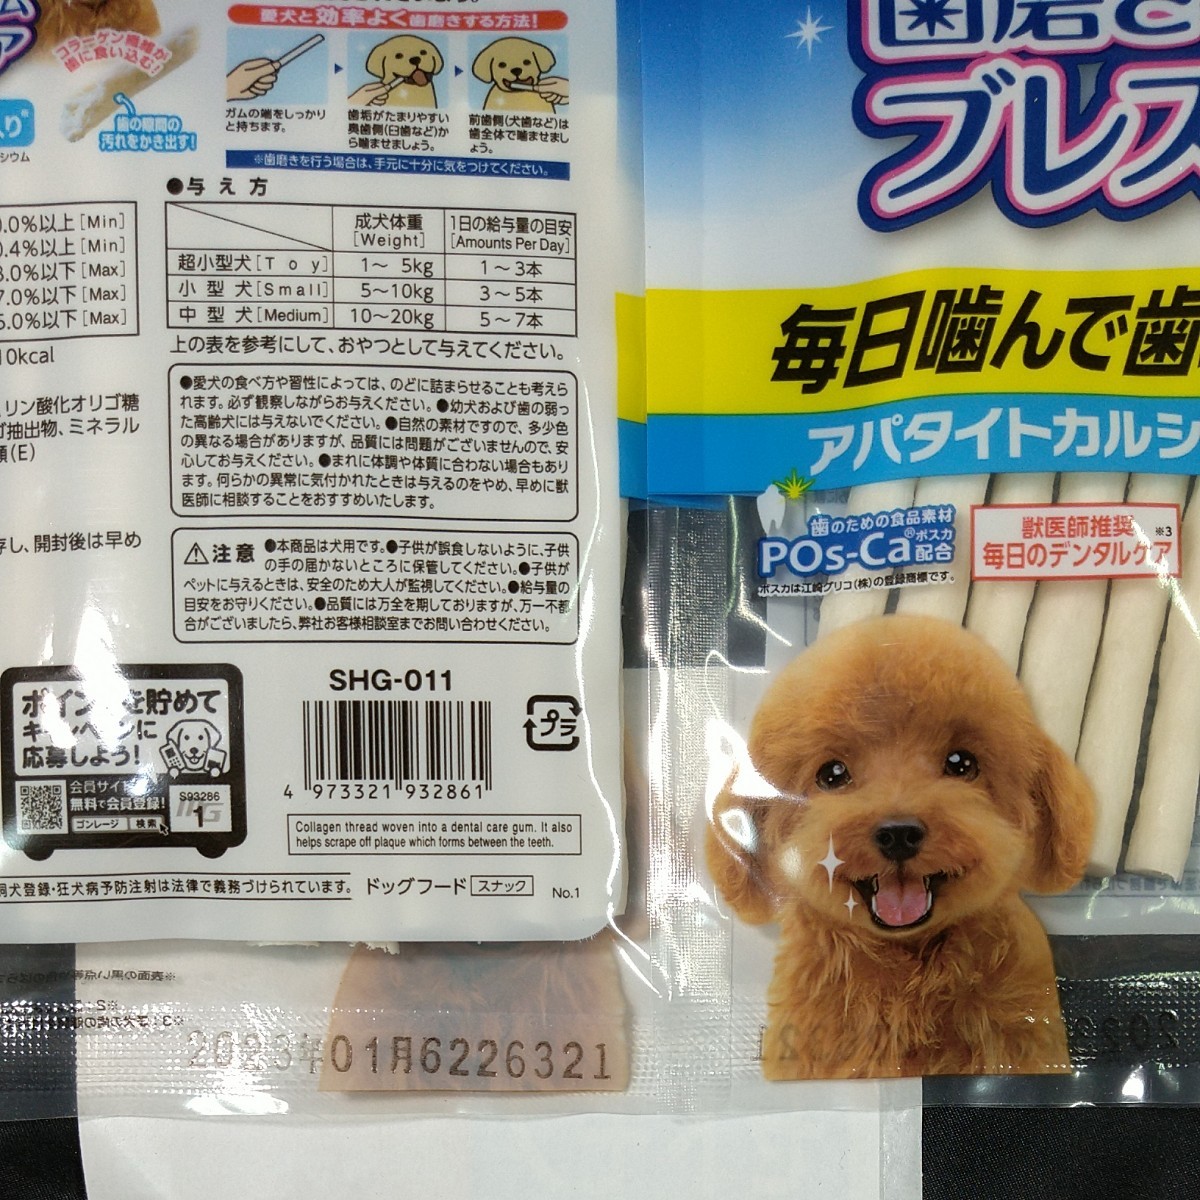 愛犬と効率よく歯磨きする方法!
コラーゲン繊維が
歯に食い込む!
歯の隙間の
汚れをかき出す!
ガムの端をしっかり
と持ちます。
歯垢がたまりやすい
奥歯側(臼歯など)か
ら噛ませましょう。
前歯側(犬歯など)は
歯全体で噛ませまし
ょう。
※歯磨きを行う場合は、手元に十分に気をつけてください。
●与え方
成犬体重
[Weight]
1日の給与量の目安
[Amounts Per Day]
超小型犬[Toy] 1〜5kg 1〜3本
小型犬[Small] 5〜10kg 3〜5本
中型犬[Medium] 10〜20kg 5〜7本
上の表を参考にして、おやつとして与えてください。
.0%以上[Min]
.4%以上[Min]
.0%以下[Max]
7.0%以下[Max]
.0%以下[Max]
10kcal
リン酸化オリゴ糖
抽出物、ミネラル
類(E)
存し、開封後は早め
●愛犬の食べ方や習性によっては、のどに詰まらせることも考えら
れます。必ず観察しながらお与えください。●幼犬および歯の弱っ
た高齢犬には与えないでください。●自然の素材ですので、多少色
の異なる場合がありますが、品質には問題がございませんので、安
心してお与えください。●まれに体調や体質に合わない場合もあり
ます。何らかの異常に気付かれたときは与えるのをやめ、早めに獣
医師に相談することをおすすめいたします。
⚠注意 ●本商品は犬用です。●子供が誤食しないように、子供
の手の届かないところに保管してください。●子供が
ペットに与えるときは、安全のため大人が監視してください。●給与量の
目安をお守りください。●品質には万全を期しておりますが、万一不都
合がございましたら、弊社お客様相談室までお問い合わせください。
ポイントを貯めて
キャンペーンに
応募しよう!
会員サイト
無料で会員登録!
ゴンレージ 検索
S93286
1
SHG-011
4 973321 932861
プラ
Collagen thread woven into a dental care gum. It also
helps scrape off plaque which forms between the teeth.
飼犬登録・狂犬病予防注射は法律で義務づけられています。 ドッグフード スナック No.1
2023年01月6226321
歯磨き
ブレス
毎日噛んで歯
アパタイトカルシ
歯のための食品素材
POs-Ca®ポスカ配合
ポスカは江崎グリコ(株)の登録商標です。
獣医師推奨※3
毎日のデンタルケア